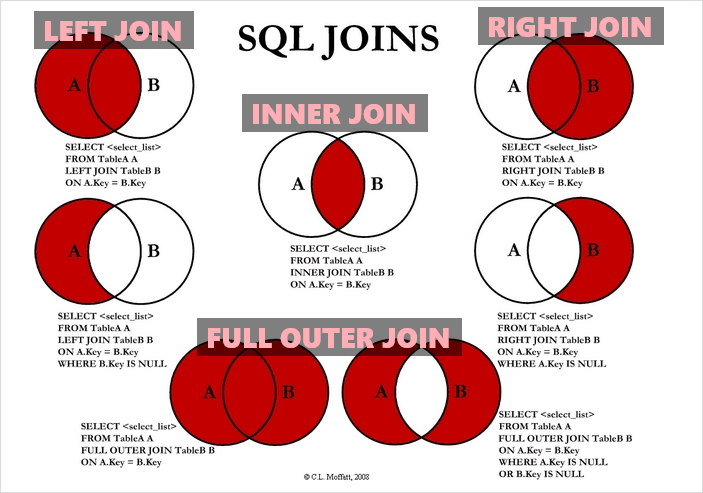 SQL JOINS
LEFT JOIN
A B
SELECT <select_list>
FROM TableA A
LEFT JOIN TableB B
ON A.Key = B.Key
INNER JOIN
A B
SELECT <select_list>
FROM TableA A
INNER JOIN TableB B
ON A.Key = B.Key
RIGHT JOIN
A B
SELECT <select_list>
FROM TableA A
RIGHT JOIN TableB B
ON A.Key = B.Key
A B
SELECT <select_list>
FROM TableA A
LEFT JOIN TableB B
ON A.Key = B.Key
WHERE B.Key IS NULL
A B
SELECT <select_list>
FROM TableA A
RIGHT JOIN TableB B
ON A.Key = B.Key
WHERE A.Key IS NULL
FULL OUTER JOIN
A B
SELECT <select_list>
FROM TableA A
FULL OUTER JOIN TableB B
ON A.Key = B.Key
A B
SELECT <select_list>
FROM TableA A
FULL OUTER JOIN TableB B
ON A.Key = B.Key
WHERE A.Key IS NULL
OR B.Key IS NULL
© C.L. Moffatt, 2008